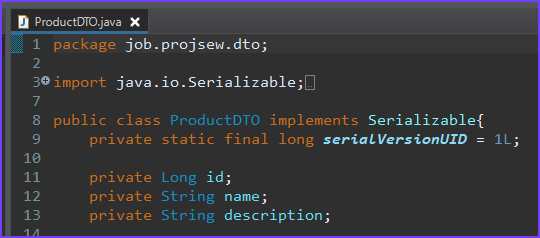 ProductDTO.java
1 package job.projsew.dto;
2
3 import java.io.Serializable;
7
8 public class ProductDTO implements Serializable{
9 private static final long serialVersionUID = 1L;
10
11 private Long id;
12 private String name;
13 private String description;
14